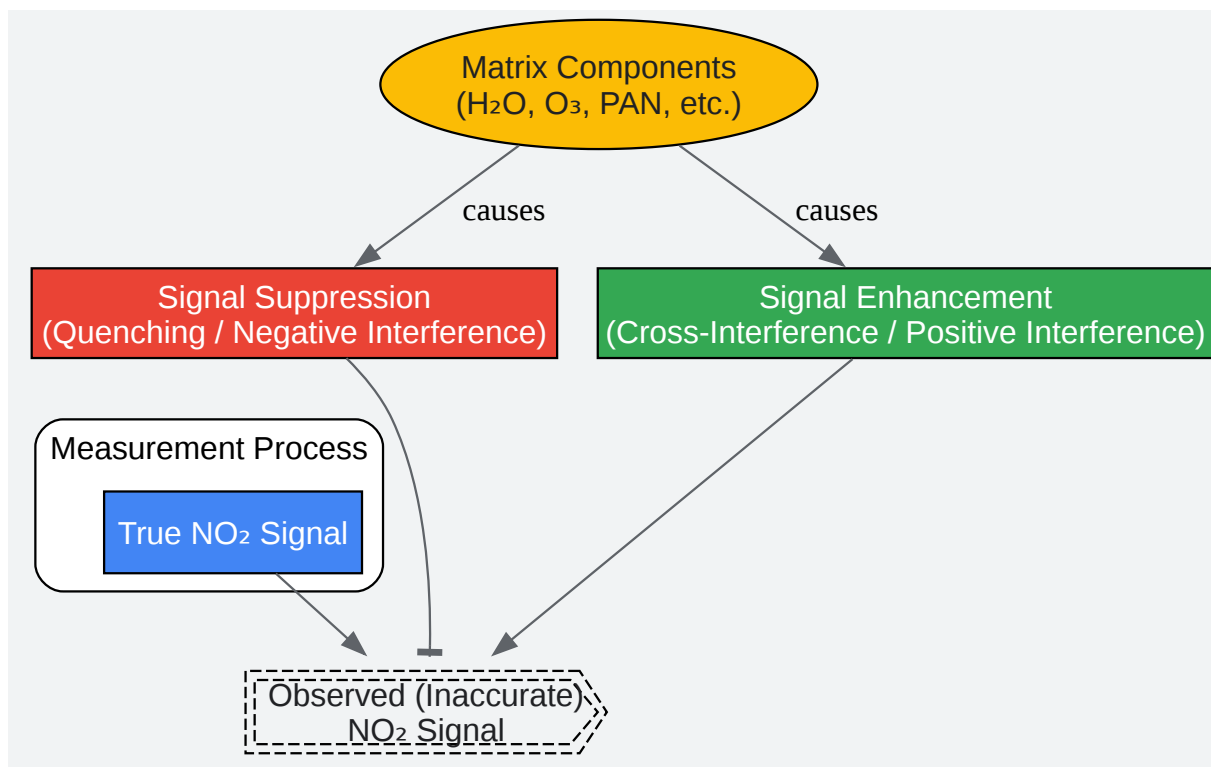 Matrix Components
(H₂O, O₃, PAN, etc.)
causes
causes
Signal Suppression
(Quenching / Negative Interference)
Signal Enhancement
(Cross-Interference / Positive Interference)
Measurement Process
True NO₂ Signal
Observed (Inaccurate)
NO₂ Signal